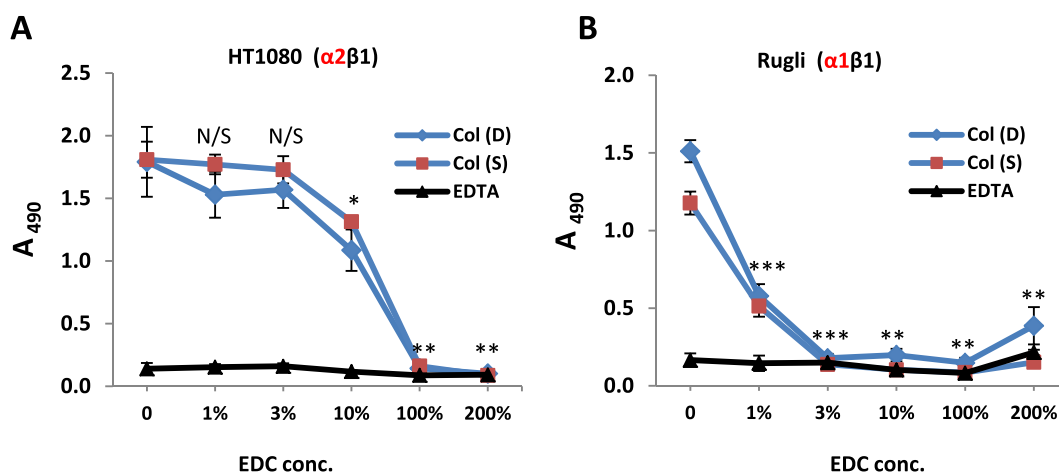 A
HT1080 (α2β1)
2.5
2.0
1.5
1.0
0.5
0.0
A490
N/S
N/S
*
**
**
Col (D)
Col (S)
EDTA
0
1%
3%
10%
100%
200%
EDC conc.
B
Rugli (α1β1)
2.0
1.5
1.0
0.5
0.0
A490
***
***
**
**
**
Col (D)
Col (S)
EDTA
0
1%
3%
10%
100%
200%
EDC conc.